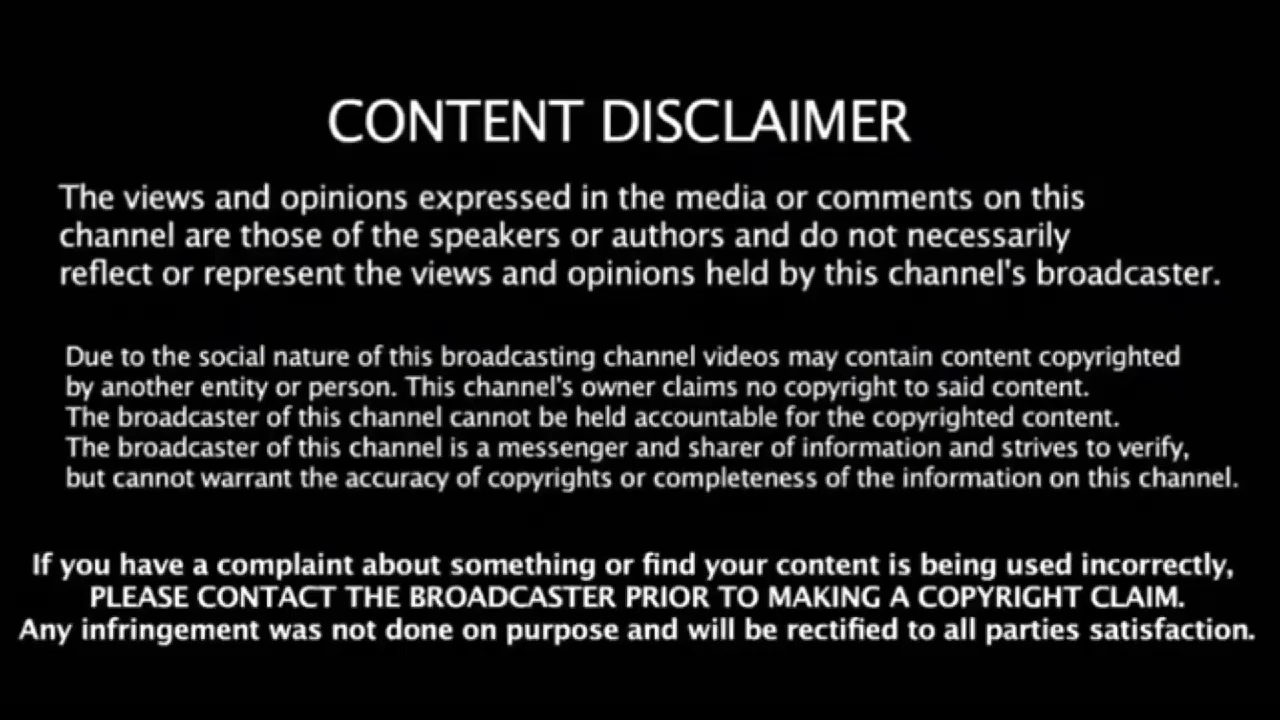 CONTENT DISCLAIMER
The views and opinions expressed in the media or comments on this
channel are those of the speakers or authors and do not necessarily
reflect or represent the views and opinions held by this channel's broadcaster.
Due to the social nature of this broadcasting channel videos may contain content copyrighted
by another entity or person. This channel's owner claims no copyright to said content.
The broadcaster of this channel cannot be held accountable for the copyrighted content.
The broadcaster of this channel is a messenger and sharer of information and strives to verify,
but cannot warrant the accuracy of copyrights or completeness of the information on this channel.
If you have a complaint about something or find your content is being used incorrectly,
PLEASE CONTACT THE BROADCASTER PRIOR TO MAKING A COPYRIGHT CLAIM.
Any infringement was not done on purpose and will be rectified to all parties satisfaction.